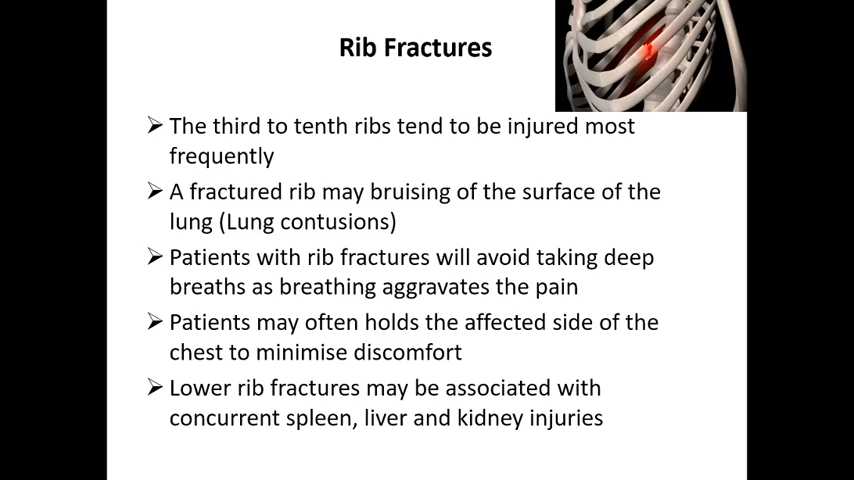 Rib Fractures
➢ The third to tenth ribs tend to be injured most
frequently
➢ A fractured rib may bruising of the surface of the
lung (Lung contusions)
➢ Patients with rib fractures will avoid taking deep
breaths as breathing aggravates the pain
➢ Patients may often holds the affected side of the
chest to minimise discomfort
➢ Lower rib fractures may be associated with
concurrent spleen, liver and kidney injuries